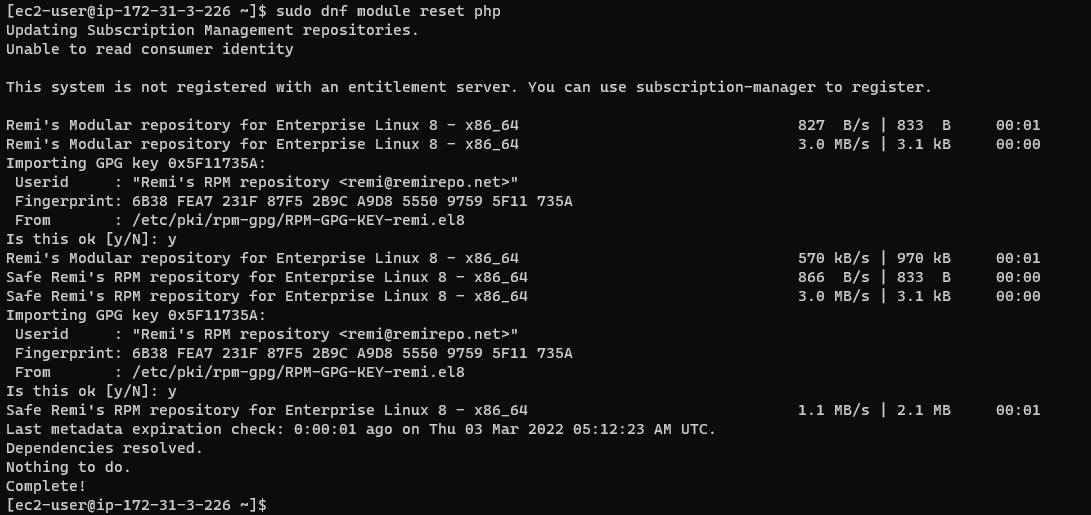 [ec2-user@ip-172-31-3-226 ~]$ sudo dnf module reset php
Updating Subscription Management repositories.
Unable to read consumer identity

This system is not registered with an entitlement server. You can use subscription-manager to register.

Remi's Modular repository for Enterprise Linux 8 - x86_64                               827  B/s | 833  B     00:01
Remi's Modular repository for Enterprise Linux 8 - x86_64                               3.0 MB/s | 3.1 kB     00:00
Importing GPG key 0x5F11735A:
 Userid     : "Remi's RPM repository <remi@remirepo.net>"
 Fingerprint: 6B38 FEA7 231F 87F5 2B9C A9D8 5550 9759 5F11 735A
 From       : /etc/pki/rpm-gpg/RPM-GPG-KEY-remi.el8
Is this ok [y/N]: y
Remi's Modular repository for Enterprise Linux 8 - x86_64                               570 kB/s | 970 kB     00:01
Safe Remi's RPM repository for Enterprise Linux 8 - x86_64                              866  B/s | 833  B     00:00
Safe Remi's RPM repository for Enterprise Linux 8 - x86_64                              3.0 MB/s | 3.1 kB     00:00
Importing GPG key 0x5F11735A:
 Userid     : "Remi's RPM repository <remi@remirepo.net>"
 Fingerprint: 6B38 FEA7 231F 87F5 2B9C A9D8 5550 9759 5F11 735A
 From       : /etc/pki/rpm-gpg/RPM-GPG-KEY-remi.el8
Is this ok [y/N]: y
Safe Remi's RPM repository for Enterprise Linux 8 - x86_64                              1.1 MB/s | 2.1 MB     00:01
Last metadata expiration check: 0:00:01 ago on Thu 03 Mar 2022 05:12:23 AM UTC.
Dependencies resolved.
Nothing to do.
Complete!
[ec2-user@ip-172-31-3-226 ~]$